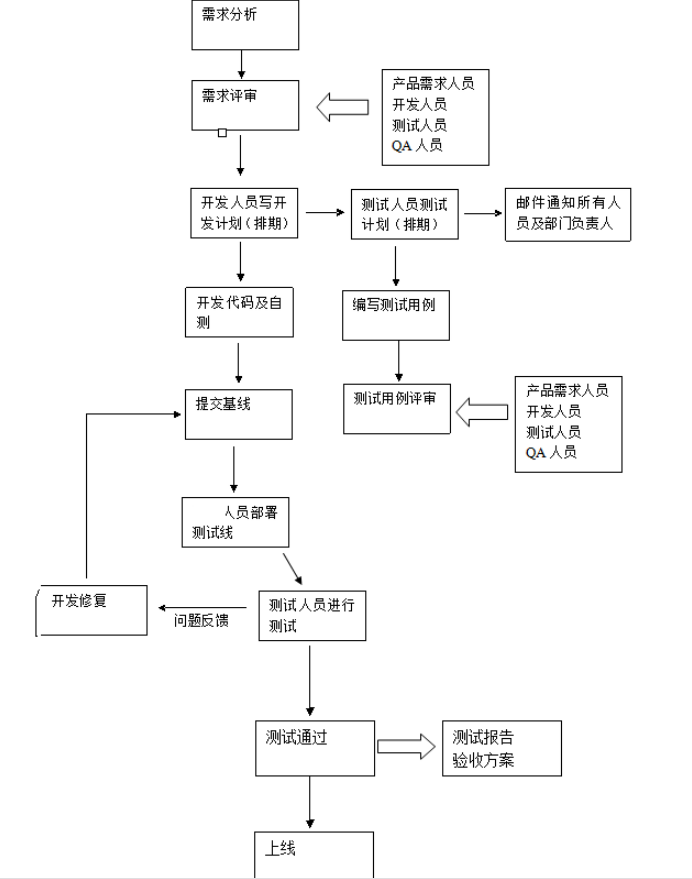 需求分析
需求评审
产品需求人员
开发人员
测试人员
QA 人员
开发人员写开
发计划（排期）
测试人员测试
计划（排期）
邮件通知所有人
员及部门负责人
开发代码及自
测
编写测试用例
提交基线
测试用例评审
产品需求人员
开发人员
测试人员
QA 人员
人员部署
测试线
开发修复
问题反馈
测试人员进行
测试
测试通过
测试报告
验收方案
上线